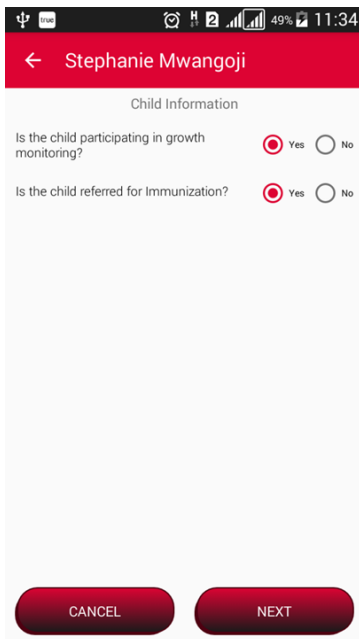 true H 2 49% 11:34
Stephanie Mwangoji
Child Information
Is the child participating in growth
monitoring?
Yes No
Is the child referred for Immunization?
Yes No
CANCEL NEXT